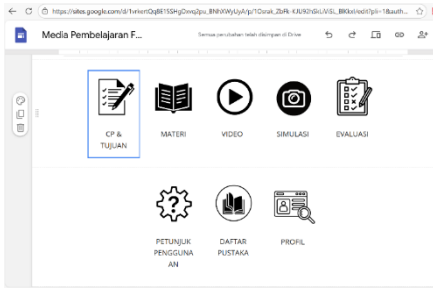 Media Pembelajaran F...
Semua perubahan telah disimpan di Drive
CP &
TUJUAN
MATERI
VIDEO
SIMULASI
EVALUASI
PETUNJUK
PENGGUNA
AN
DAFTAR
PUSTAKA
PROFIL